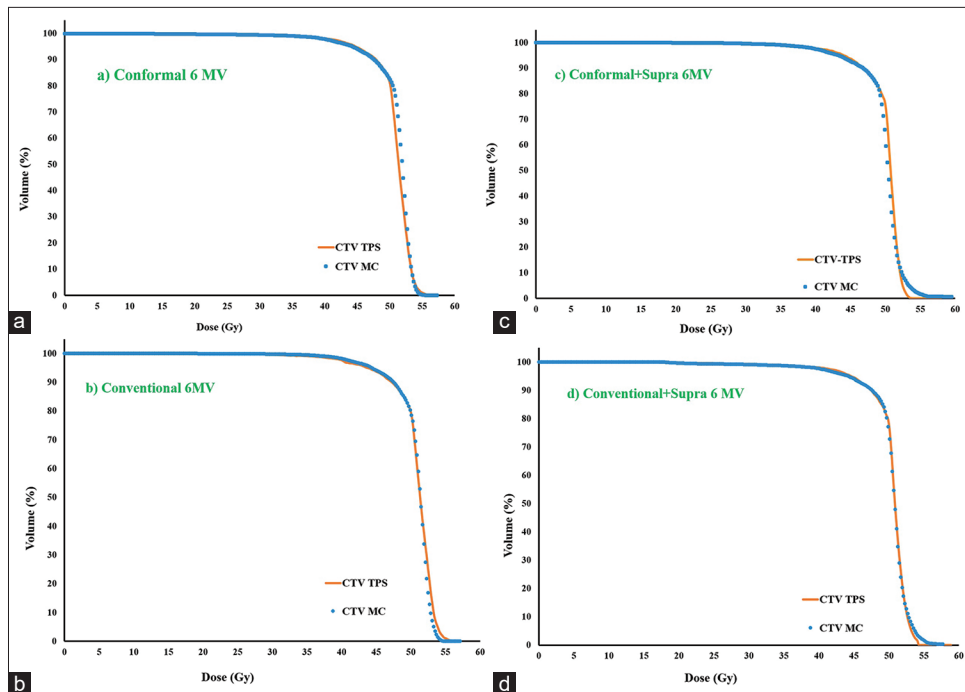 100
90
80
70
60
50
40
30
20
10
0
Volume (%)
a) Conformal 6 MV
CTV TPS
CTV MC
0 5 10 15 20 25 30 35 40 45 50 55 60
Dose (Gy)
a
100
90
80
70
60
50
40
30
20
10
0
Volume (%)
c) Conformal+Supra 6MV
CTV-TPS
CTV MC
0 5 10 15 20 25 30 35 40 45 50 55 60
Dose (Gy)
c
100
90
80
70
60
50
40
30
20
10
0
Volume (%)
b) Conventional 6MV
CTV TPS
CTV MC
0 5 10 15 20 25 30 35 40 45 50 55 60
Dose (Gy)
b
100
90
80
70
60
50
40
30
20
10
0
Volume (%)
d) Conventional+Supra 6 MV
CTV TPS
CTV MC
0 5 10 15 20 25 30 35 40 45 50 55 60
Dose (Gy)
d